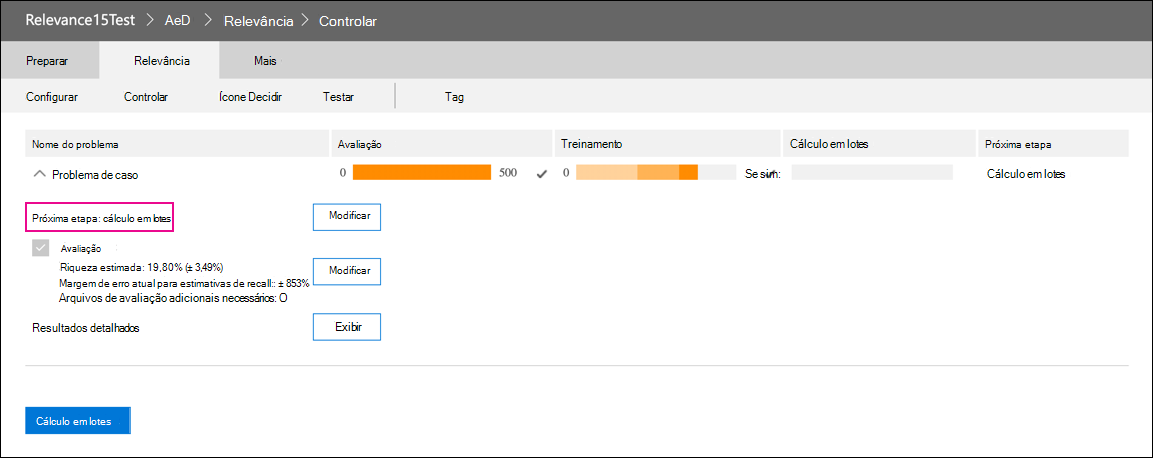 Relevance15Test > AeD > Relevância > Controlar
Preparar Relevância Mais
Configurar Controlar Ícone Decidir Testar Tag
Nome do problema Avaliação Treinamento Cálculo em lotes Próxima etapa
Problema de caso 0 500 0 Se sim: Cálculo em lotes
Próxima etapa: cálculo em lotes Modificar
Avaliação
Riqueza estimada: 19,80% (± 3,49%) Modificar
Margem de erro atual para estimativas de recall:: ± 853%
Arquivos de avaliação adicionais necessários: O
Resultados detalhados Exibir
Cálculo em lotes